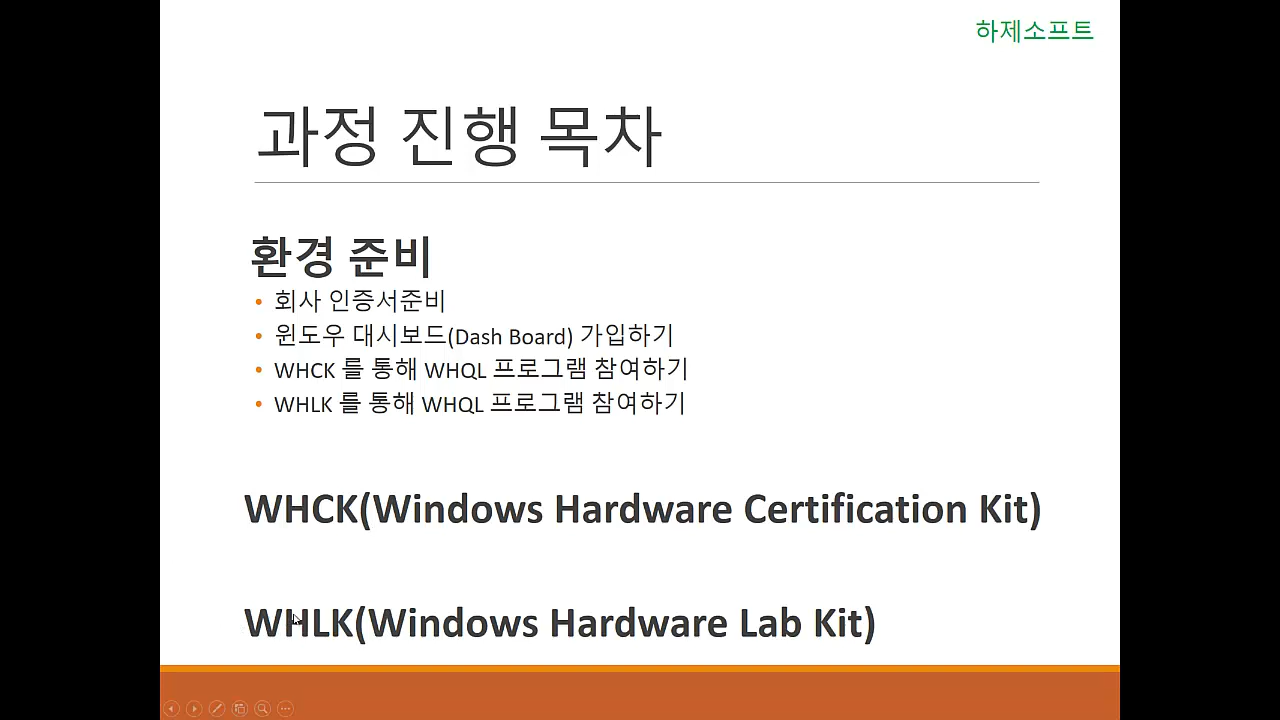 하제소프트
과정 진행 목차
환경 준비
• 회사 인증서준비
• 윈도우 대시보드(Dash Board) 가입하기
• WHCK 를 통해 WHQL 프로그램 참여하기
• WHLK 를 통해 WHQL 프로그램 참여하기
WHCK(Windows Hardware Certification Kit)
WHLK(Windows Hardware Lab Kit)